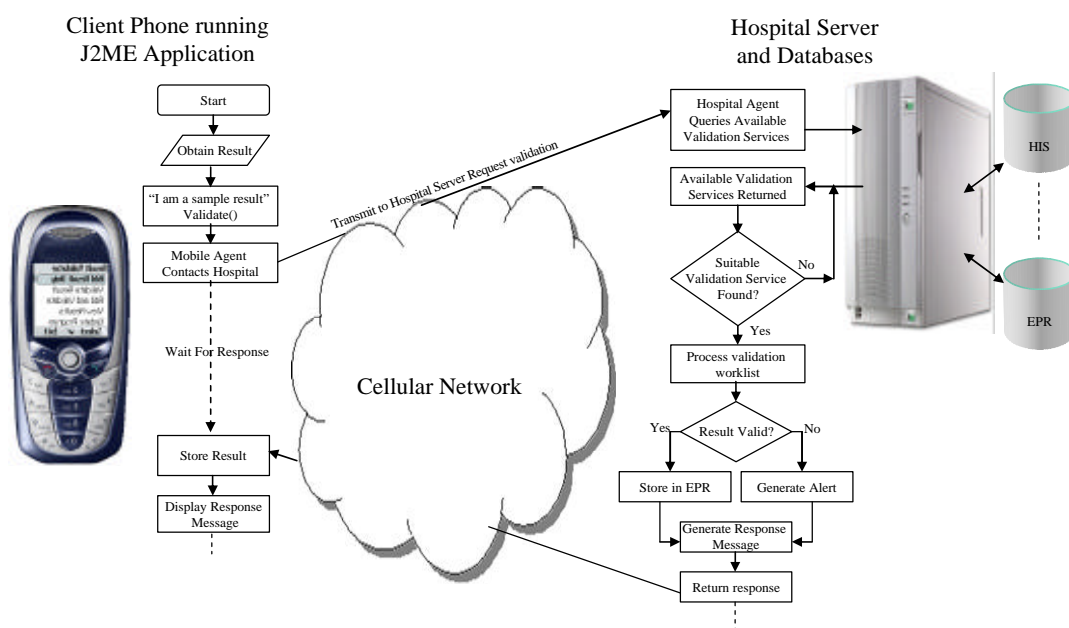 Client Phone running
J2ME Application
Start
Obtain Result
“I am a sample result”
Validate()
Mobile Agent
Contacts Hospital
Wait For Response
Store Result
Display Response
Message
Transmit to Hospital Server Request validation
Cellular Network
Hospital Server
and Databases
Hospital Agent
Queries Available
Validation Services
Available Validation
Services Returned
Suitable
Validation Service
Found?
No
Yes
Process validation
worklist
Result Valid?
Yes
No
Store in EPR
Generate Alert
Generate Response
Message
Return response
HIS
EPR